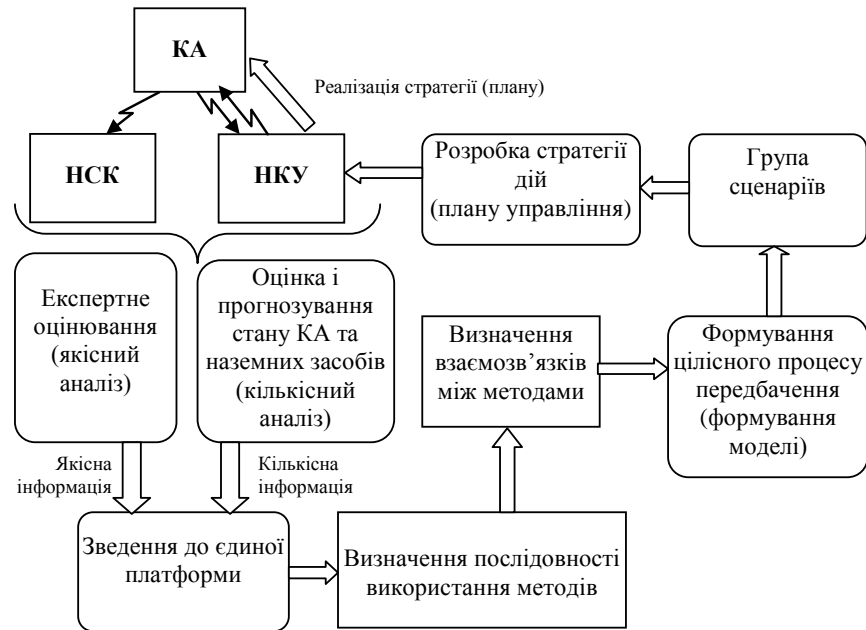 КА
Реалізація стратегії (плану)
НСК
НКУ
Розробка стратегії
дій
(плану управління)
Група
сценаріїв
Експертне
оцінювання
(якісний
аналіз)
Оцінка і
прогнозування
стану КА та
наземних засобів
(кількісний
аналіз)
Визначення
взаємозв’язків
між методами
Формування
цілісного процесу
передбачення
(формування
моделі)
Якісна
інформація
Кількісна
інформація
Зведення до єдиної
платформи
Визначення послідовності
використання методів